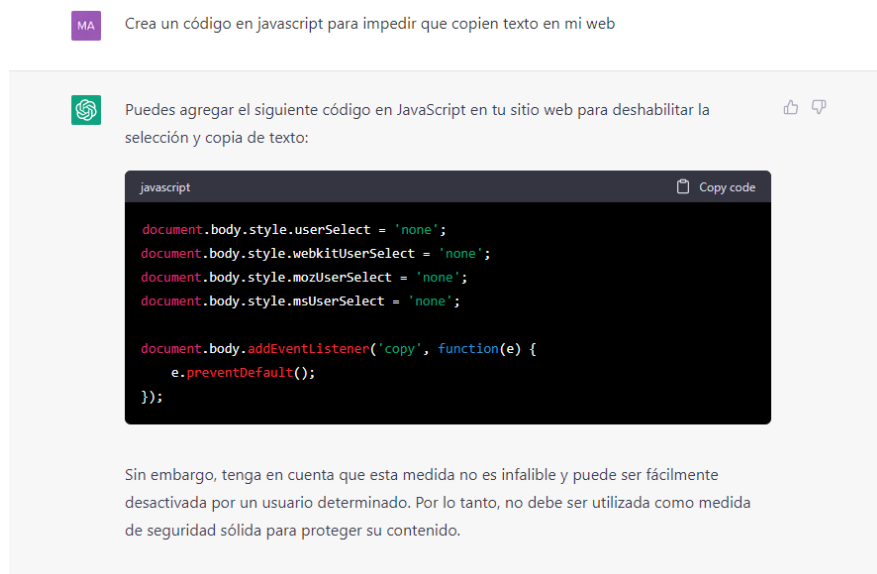 MA
Crea un código en javascript para impedir que copien texto en mi web
Puedes agregar el siguiente código en JavaScript en tu sitio web para deshabilitar la
selección y copia de texto:
javascript
Copy code
document.body.style.userSelect = 'none';
document.body.style.webkitUserSelect = 'none';
document.body.style.mozUserSelect = 'none';
document.body.style.msUserSelect = 'none';
document.body.addEventListener('copy', function(e) {
    e.preventDefault();
});
Sin embargo, tenga en cuenta que esta medida no es infalible y puede ser fácilmente
desactivada por un usuario determinado. Por lo tanto, no debe ser utilizada como medida
de seguridad sólida para proteger su contenido.